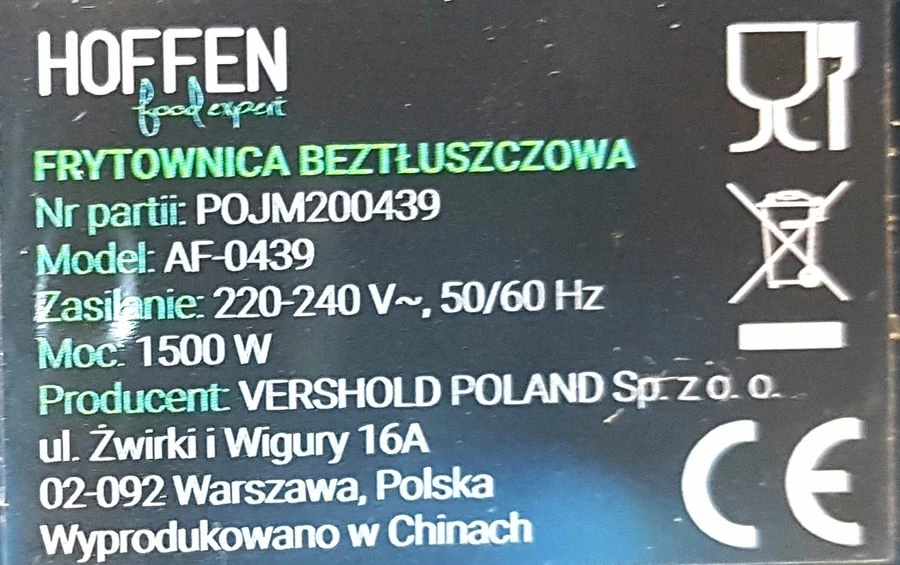 HOFFEN
food expert
FRYTOWNICA BEZTŁUSZCZOWA
Nr partii: POJM200439
Model: AF-0439
Zasilanie: 220-240 V~, 50/60 Hz
Moc: 1500 W
Producent: VERSHOLD POLAND Sp. z o. o.
ul. Żwirki i Wigury 16A
02-092 Warszawa, Polska
Wyprodukowano w Chinach
CE